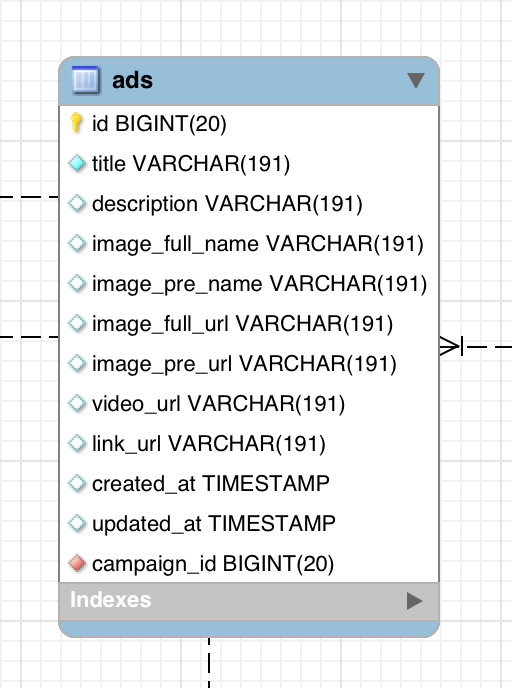 ads
id BIGINT(20)
title VARCHAR(191)
description VARCHAR(191)
image_full_name VARCHAR(191)
image_pre_name VARCHAR(191)
image_full_url VARCHAR(191)
image_pre_url VARCHAR(191)
video_url VARCHAR(191)
link_url VARCHAR(191)
created_at TIMESTAMP
updated_at TIMESTAMP
campaign_id BIGINT(20)
Indexes